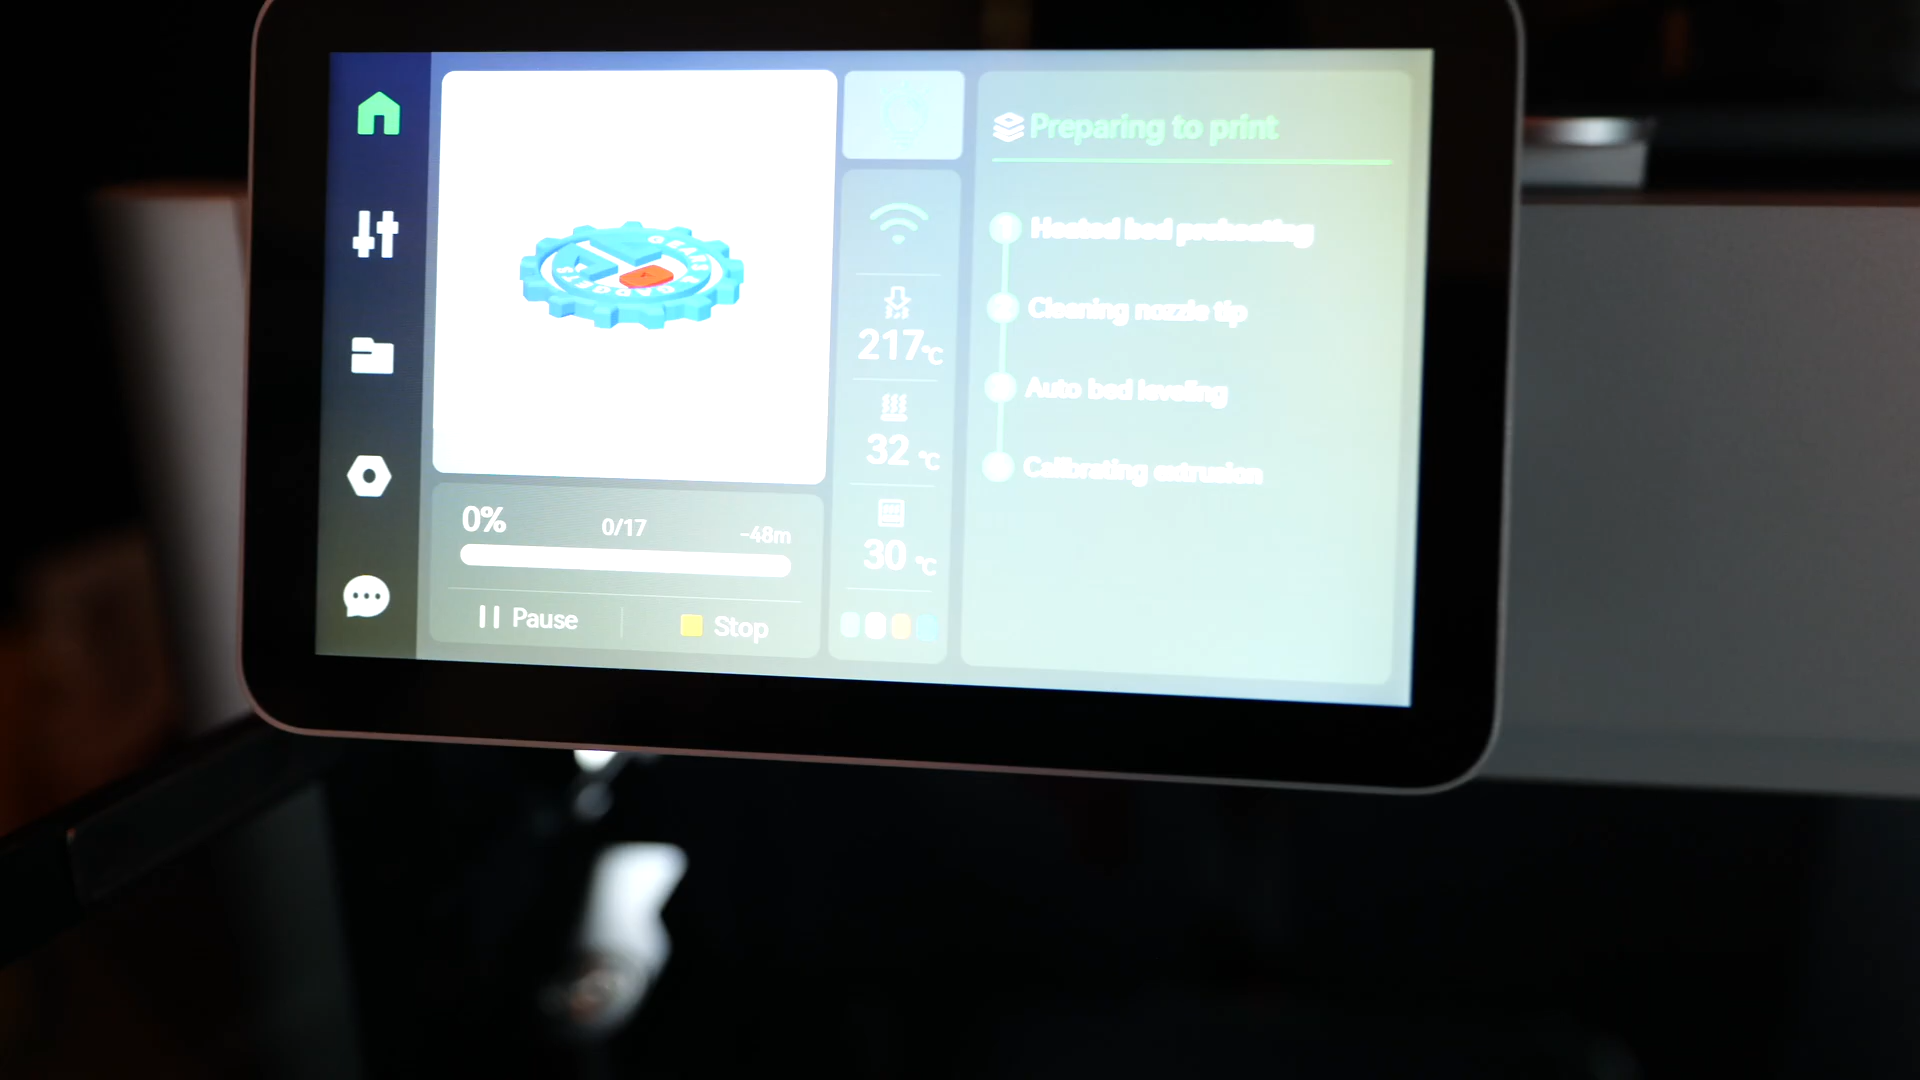 Preparing to print
Heated bed preheating
Cleaning nozzle tip
Auto bed leveling
Calibrating extrusion
217°C
32 °C
30 °C
0%
0/17
-48m
Pause
Stop